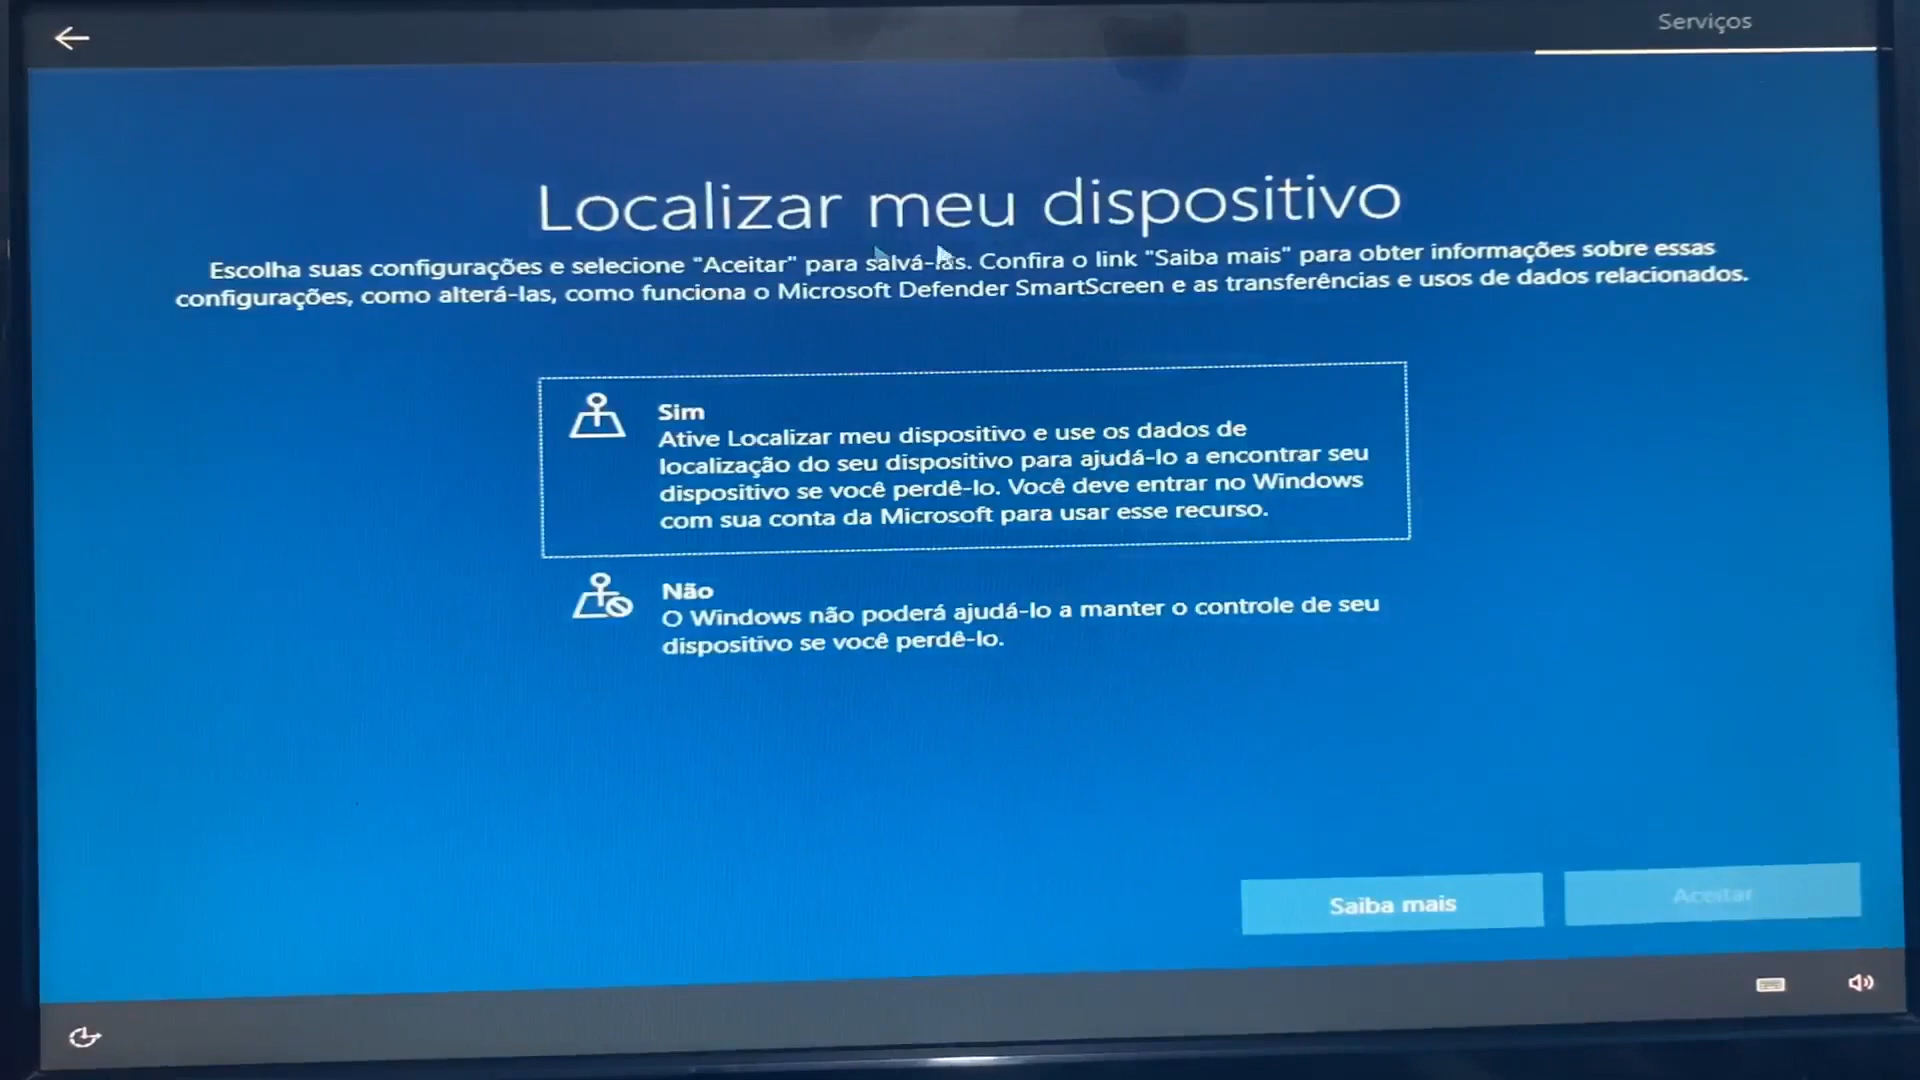 Serviços
Localizar meu dispositivo
Escolha suas configurações e selecione "Aceitar" para salvá-las. Confira o link "Saiba mais" para obter informações sobre essas
configurações, como alterá-las, como funciona o Microsoft Defender SmartScreen e as transferências e usos de dados relacionados.
Sim
Ative Localizar meu dispositivo e use os dados de
localização do seu dispositivo para ajudá-lo a encontrar seu
dispositivo se você perdê-lo. Você deve entrar no Windows
com sua conta da Microsoft para usar esse recurso.
Não
O Windows não poderá ajudá-lo a manter o controle de seu
dispositivo se você perdê-lo.
Saiba mais
Aceitar